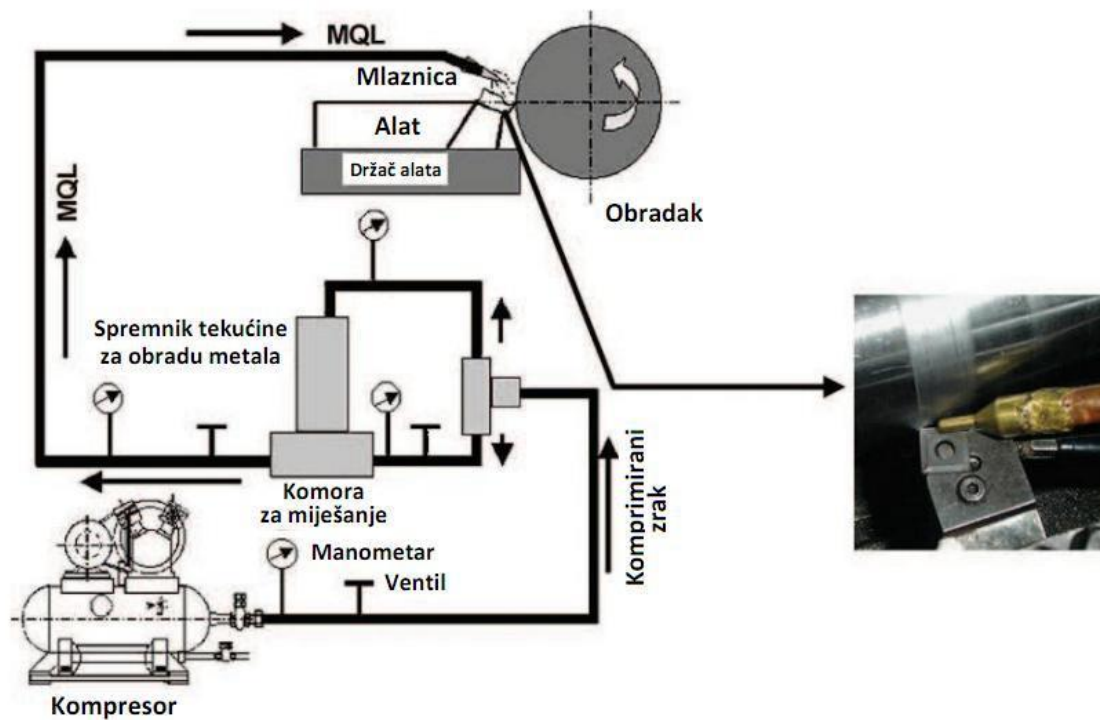 MQL
Mlaznica
Alat
Držač alata
Obradak
MQL
Spremnik tekućine
za obradu metala
Komora
za miješanje
Manometar
Ventil
Komprimirani
zrak
Kompresor